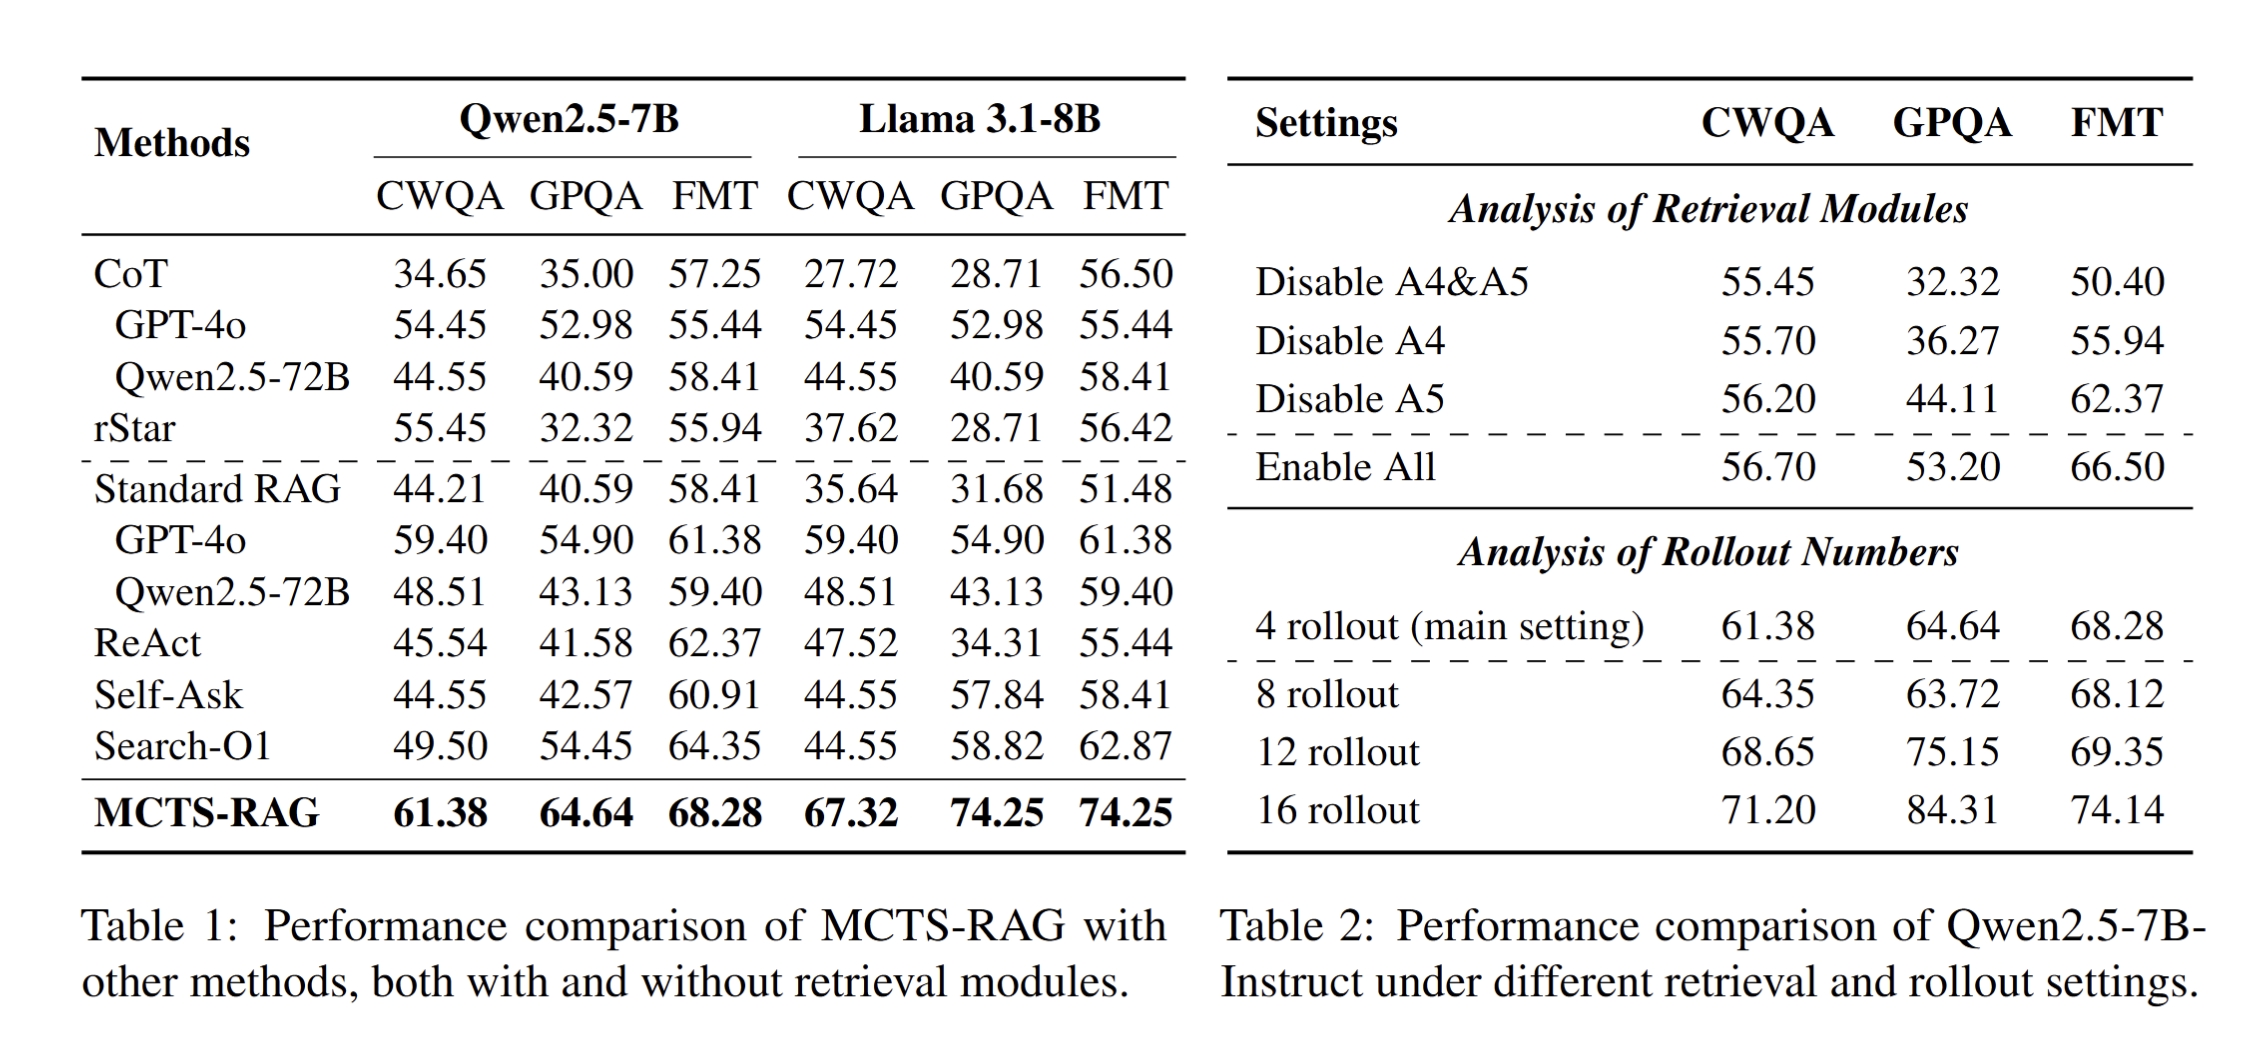 Methods Qwen2.5-7B Llama 3.1-8B
CWQA GPQA FMT CWQA GPQA FMT
CoT 34.65 35.00 57.25 27.72 28.71 56.50
GPT-4o 54.45 52.98 55.44 54.45 52.98 55.44
Qwen2.5-72B 44.55 40.59 58.41 44.55 40.59 58.41
rStar 55.45 32.32 55.94 37.62 28.71 56.42
Standard RAG 44.21 40.59 58.41 35.64 31.68 51.48
GPT-4o 59.40 54.90 61.38 59.40 54.90 61.38
Qwen2.5-72B 48.51 43.13 59.40 48.51 43.13 59.40
ReAct 45.54 41.58 62.37 47.52 34.31 55.44
Self-Ask 44.55 42.57 60.91 44.55 57.84 58.41
Search-O1 49.50 54.45 64.35 44.55 58.82 62.87
MCTS-RAG 61.38 64.64 68.28 67.32 74.25 74.25
Table 1: Performance comparison of MCTS-RAG with
other methods, both with and without retrieval modules.
Settings CWQA GPQA FMT
Analysis of Retrieval Modules
Disable A4&A5 55.45 32.32 50.40
Disable A4 55.70 36.27 55.94
Disable A5 56.20 44.11 62.37
Enable All 56.70 53.20 66.50
Analysis of Rollout Numbers
4 rollout (main setting) 61.38 64.64 68.28
8 rollout 64.35 63.72 68.12
12 rollout 68.65 75.15 69.35
16 rollout 71.20 84.31 74.14
Table 2: Performance comparison of Qwen2.5-7B-
Instruct under different retrieval and rollout settings.